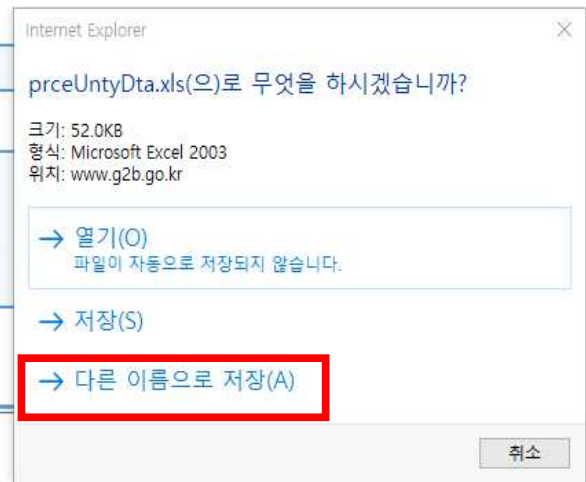 Internet Explorer
prceUntyDta.xls(으)로 무엇을 하시겠습니까?
크기: 52.0KB
형식: Microsoft Excel 2003
위치: www.g2b.go.kr
→ 열기(O)
파일이 자동으로 저장되지 않습니다.
→ 저장(S)
→ 다른 이름으로 저장(A)
취소